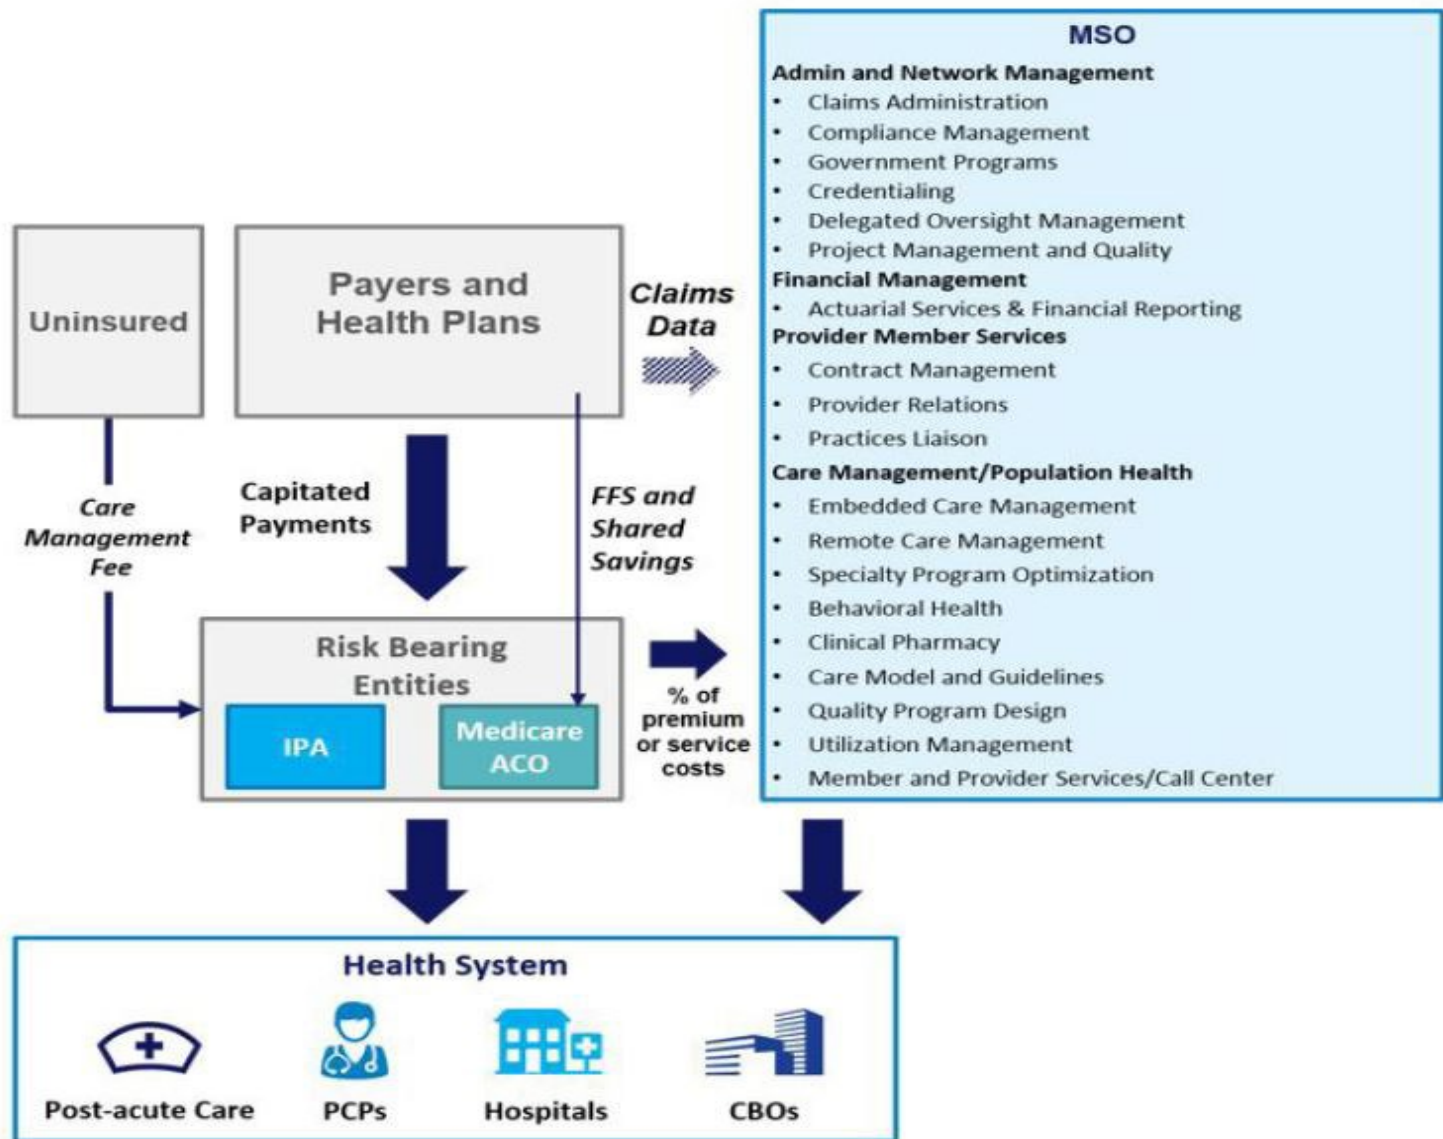 MSO
Admin and Network Management
• Claims Administration
• Compliance Management
• Government Programs
• Credentialing
• Delegated Oversight Management
• Project Management and Quality
Financial Management
• Actuarial Services & Financial Reporting
Provider Member Services
• Contract Management
• Provider Relations
• Practices Liaison
Care Management/Population Health
• Embedded Care Management
• Remote Care Management
• Specialty Program Optimization
• Behavioral Health
• Clinical Pharmacy
• Care Model and Guidelines
• Quality Program Design
• Utilization Management
• Member and Provider Services/Call Center
Uninsured
Payers and
Health Plans
Claims
Data
Care
Management
Fee
Capitated
Payments
FFS and
Shared
Savings
Risk Bearing
Entities
IPA
Medicare
ACO
% of
premium
or service
costs
Health System
Post-acute Care
PCPs
Hospitals
CBOs